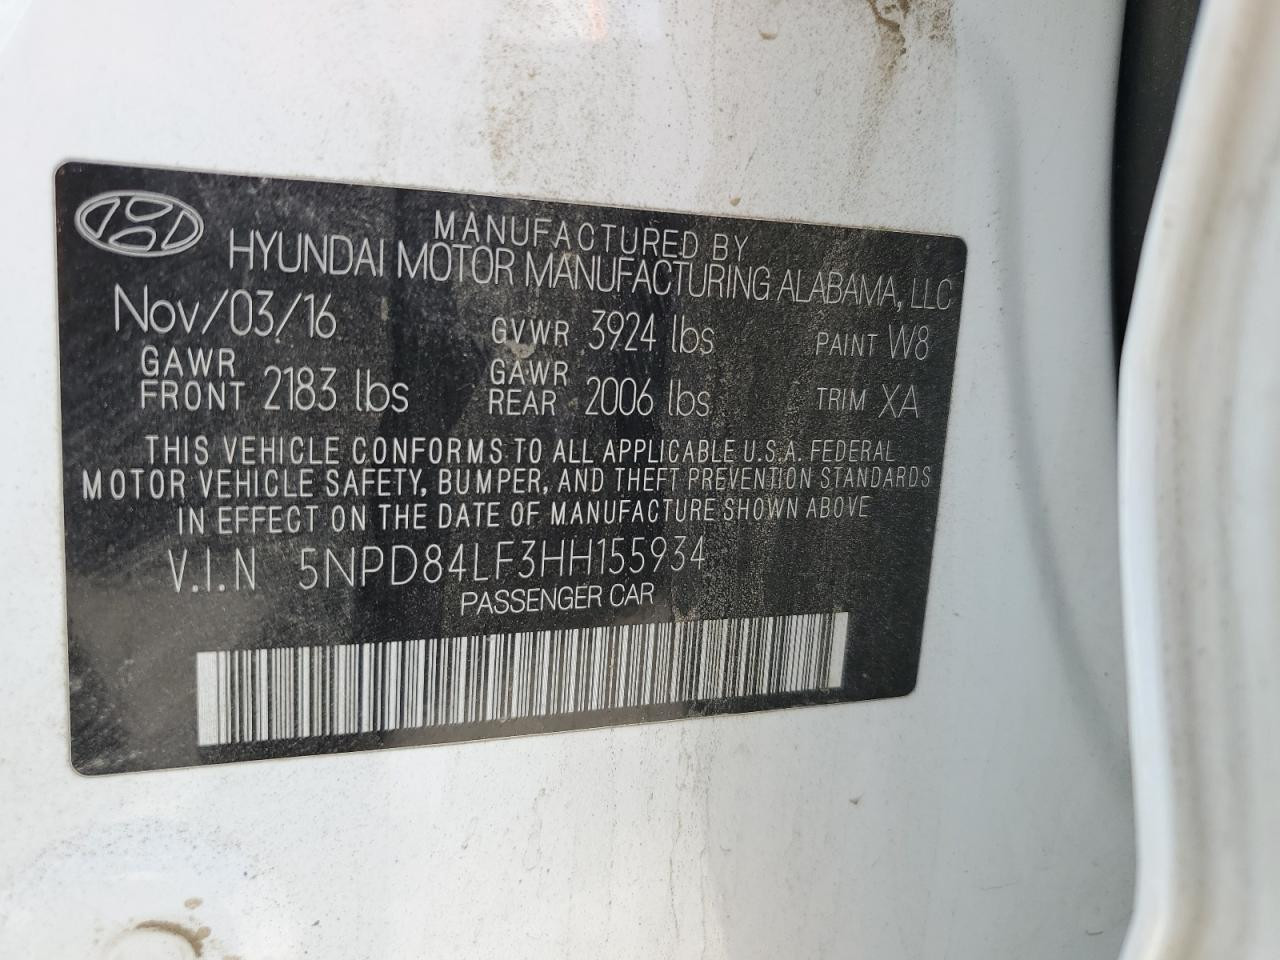 MANUFACTURED BY
HYUNDAI MOTOR MANUFACTURING ALABAMA, LLC
Nov/03/16 GVWR 3924 lbs PAINT W8
GAWR FRONT 2183 lbs GAWR REAR 2006 lbs TRIM XA
THIS VEHICLE CONFORMS TO ALL APPLICABLE U.S.A. FEDERAL
MOTOR VEHICLE SAFETY, BUMPER, AND THEFT PREVENTION STANDARDS
IN EFFECT ON THE DATE OF MANUFACTURE SHOWN ABOVE
V.I.N 5NPD84LF3HH155934
PASSENGER CAR